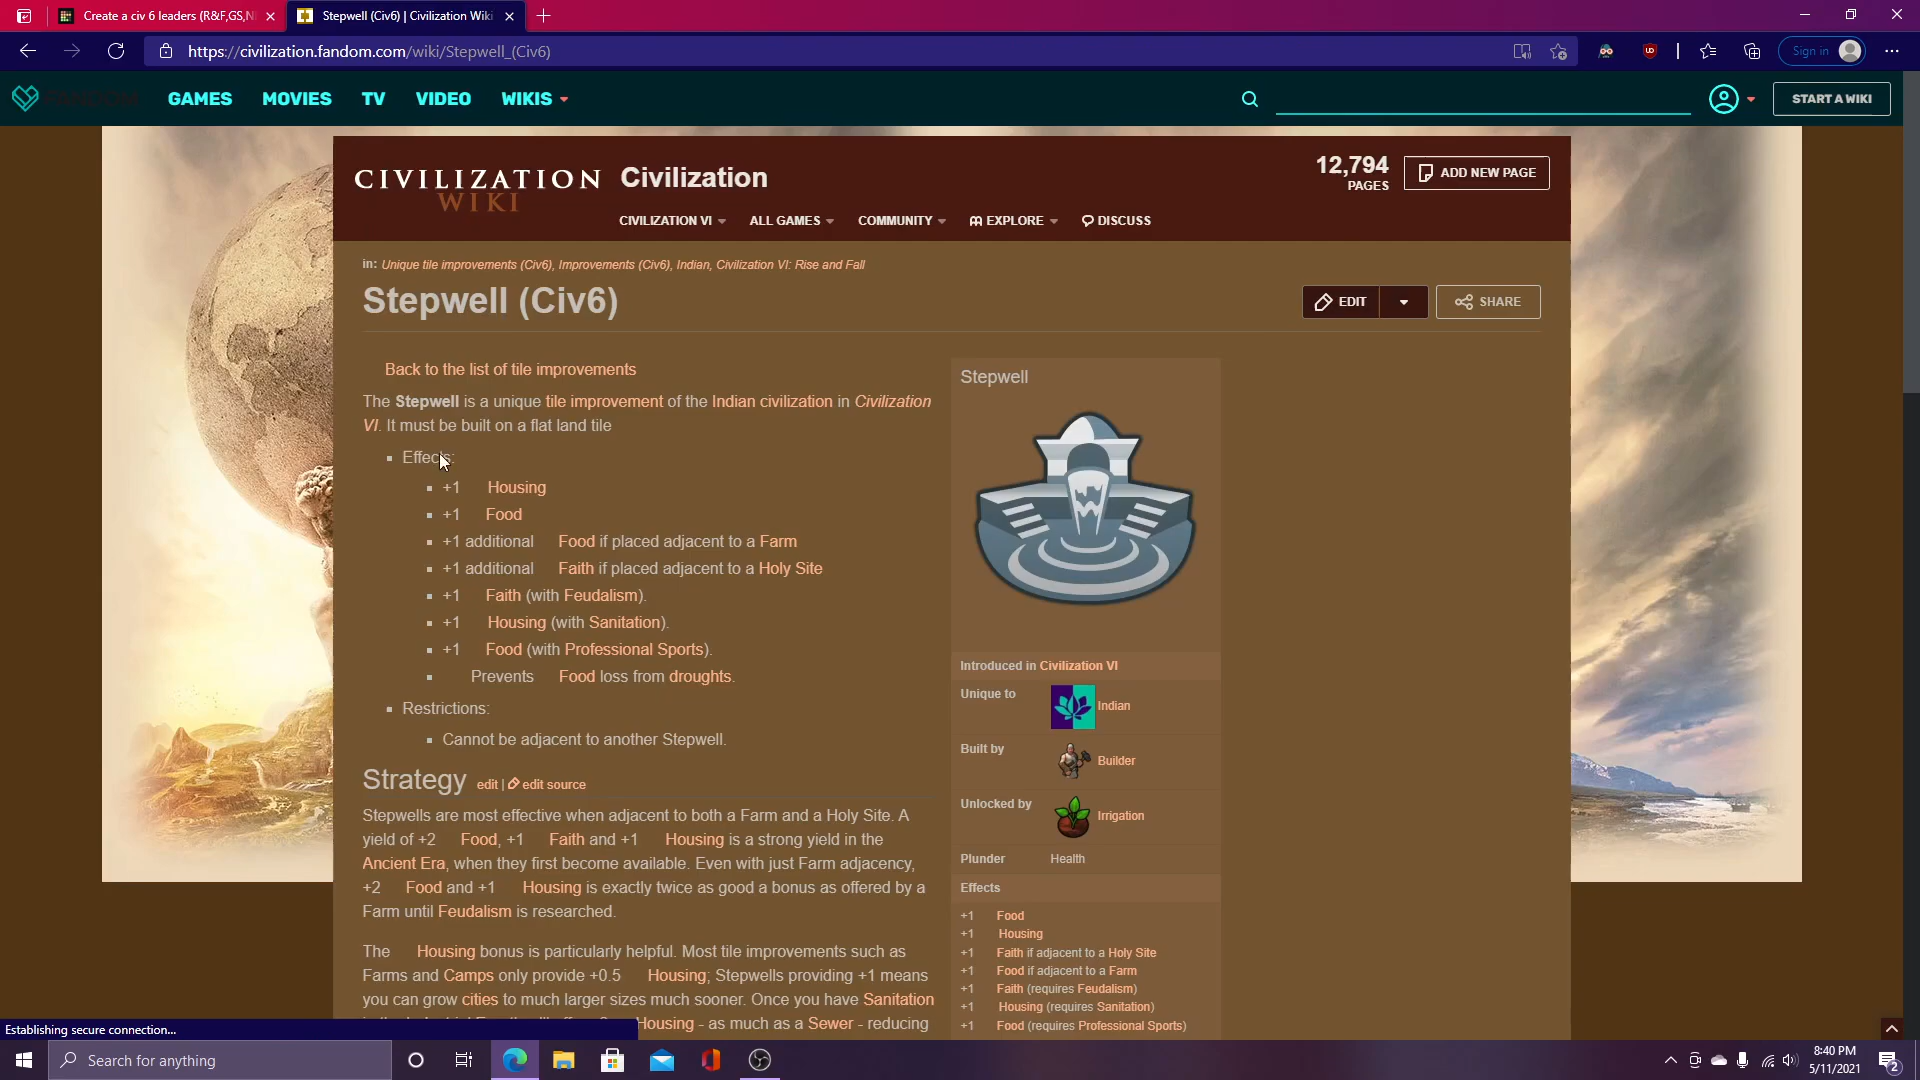 Create a civ 6 leaders (R&F,GS,N
Stepwell (Civ6) | Civilization Wiki
https://civilization.fandom.com/wiki/Stepwell_(Civ6)
Sign in
GAMES MOVIES TV VIDEO WIKIS
START A WIKI
CIVILIZATION
WIKI
Civilization
12,794
PAGES
ADD NEW PAGE
CIVILIZATION VI ALL GAMES COMMUNITY EXPLORE DISCUSS
in: Unique tile improvements (Civ6), Improvements (Civ6), Indian, Civilization VI: Rise and Fall
Stepwell (Civ6)
EDIT SHARE
Back to the list of tile improvements
The Stepwell is a unique tile improvement of the Indian civilization in Civilization
VI. It must be built on a flat land tile
Effects:
+1 Housing
+1 Food
+1 additional Food if placed adjacent to a Farm
+1 additional Faith if placed adjacent to a Holy Site
+1 Faith (with Feudalism).
+1 Housing (with Sanitation).
+1 Food (with Professional Sports).
Prevents Food loss from droughts.
Restrictions:
Cannot be adjacent to another Stepwell.
Strategy edit | edit source
Stepwells are most effective when adjacent to both a Farm and a Holy Site. A
yield of +2 Food, +1 Faith and +1 Housing is a strong yield in the
Ancient Era, when they first become available. Even with just Farm adjacency,
+2 Food and +1 Housing is exactly twice as good a bonus as offered by a
Farm until Feudalism is researched.
The Housing bonus is particularly helpful. Most tile improvements such as
Farms and Camps only provide +0.5 Housing; Stepwells providing +1 means
you can grow cities to much larger sizes much sooner. Once you have Sanitation
Housing - as much as a Sewer - reducing
Stepwell
Introduced in Civilization VI
Unique to Indian
Built by Builder
Unlocked by Irrigation
Plunder Health
Effects
+1 Food
+1 Housing
+1 Faith if adjacent to a Holy Site
+1 Food if adjacent to a Farm
+1 Faith (requires Feudalism)
+1 Housing (requires Sanitation)
+1 Food (requires Professional Sports)
Establishing secure connection...
Search for anything
8:40 PM
5/11/2021
2